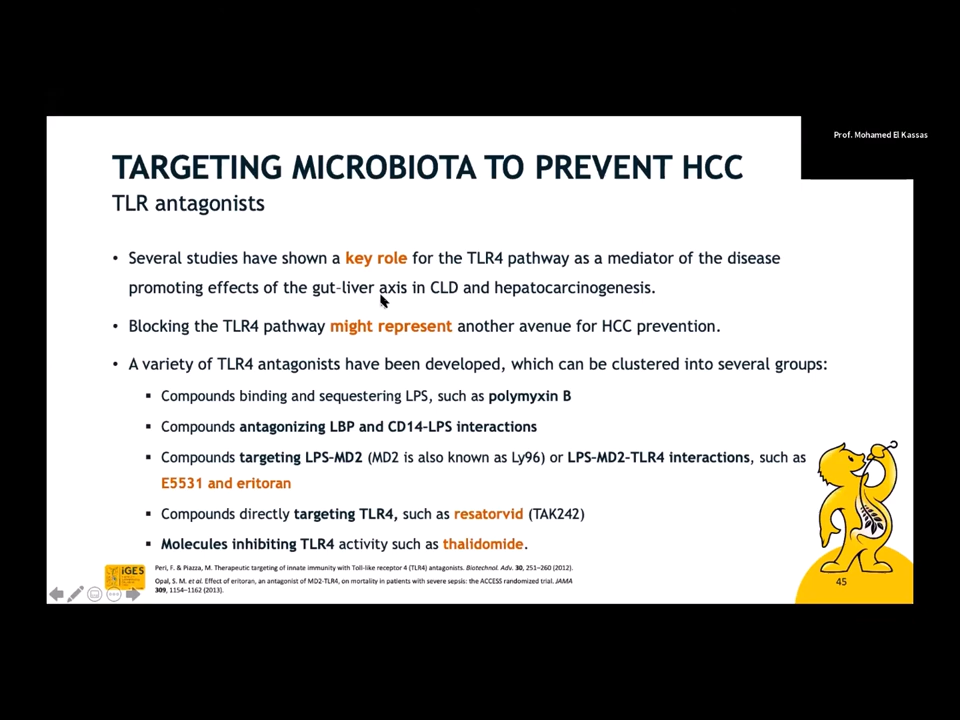 Prof. Mohamed El Kassas
TARGETING MICROBIOTA TO PREVENT HCC
TLR antagonists
• Several studies have shown a key role for the TLR4 pathway as a mediator of the disease
promoting effects of the gut-liver axis in CLD and hepatocarcinogenesis.
• Blocking the TLR4 pathway might represent another avenue for HCC prevention.
• A variety of TLR4 antagonists have been developed, which can be clustered into several groups:
▪ Compounds binding and sequestering LPS, such as polymyxin B
▪ Compounds antagonizing LBP and CD14-LPS interactions
▪ Compounds targeting LPS-MD2 (MD2 is also known as Ly96) or LPS-MD2-TLR4 interactions, such as
E5531 and eritoran
▪ Compounds directly targeting TLR4, such as resatorvid (TAK242)
▪ Molecules inhibiting TLR4 activity such as thalidomide.
iGES
Peri, F. & Piazza, M. Therapeutic targeting of innate immunity with Toll-like receptor 4 (TLR4) antagonists. Biotechnol. Adv. 30, 251–260 (2012).
Opal, S. M. et al. Effect of eritoran, an antagonist of MD2-TLR4, on mortality in patients with severe sepsis: the ACCESS randomized trial. JAMA
309, 1154–1162 (2013).
45